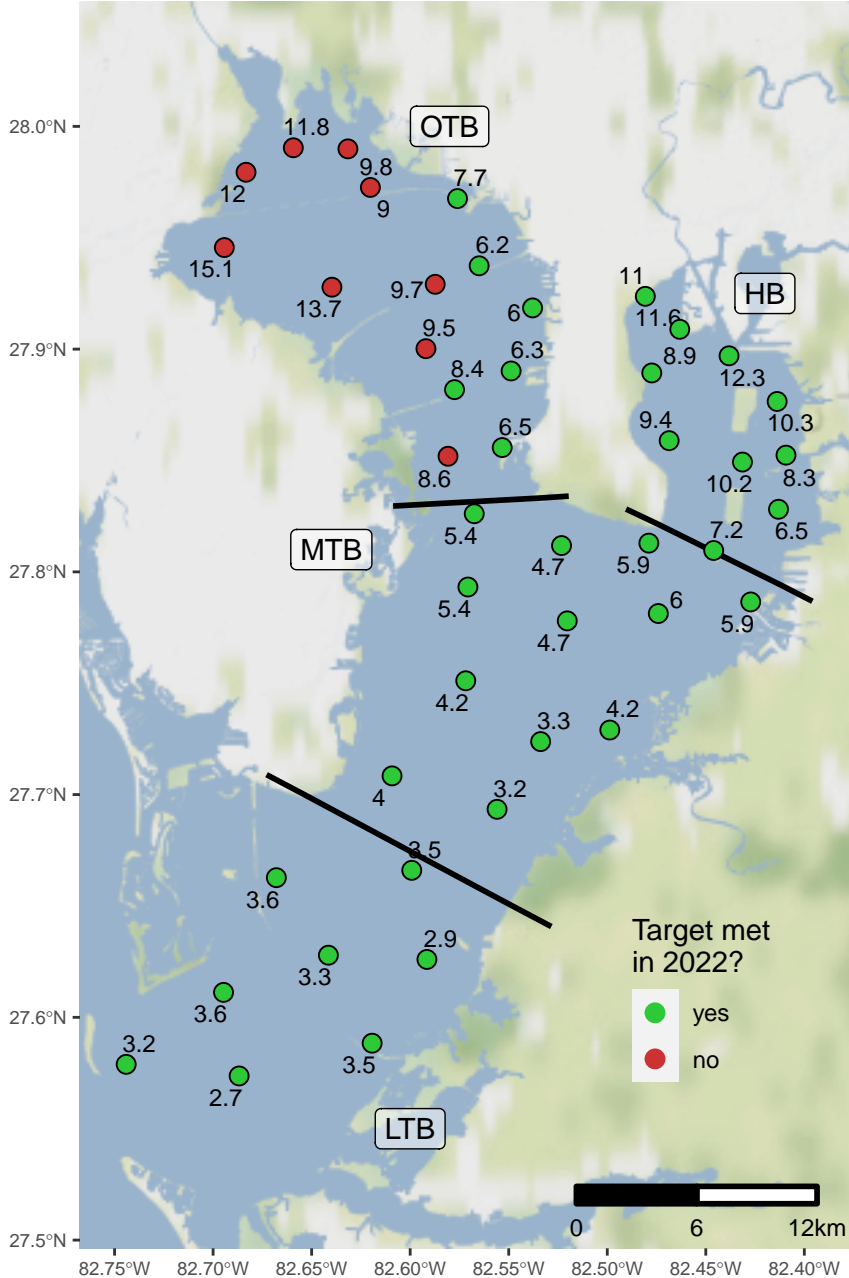 28.0°N
11.8
OTB
9.8
12
9
7.7
15.1
6.2
13.7
9.7
6
11
HB
11.6
9.5
6.3
8.9
27.9°N
8.4
12.3
10.3
6.5
9.4
8.6
10.2
8.3
MTB
5.4
7.2
6.5
4.7
5.9
27.8°N
5.4
4.7
6
5.9
4.2
3.3
4.2
27.7°N
4
3.2
3.5
3.6
2.9
3.3
Target met
in 2022?
yes
no
27.6°N
3.6
3.2
3.5
2.7
LTB
0 6 12km
27.5°N
82.75°W 82.70°W 82.65°W 82.60°W 82.55°W 82.50°W 82.45°W 82.40°W